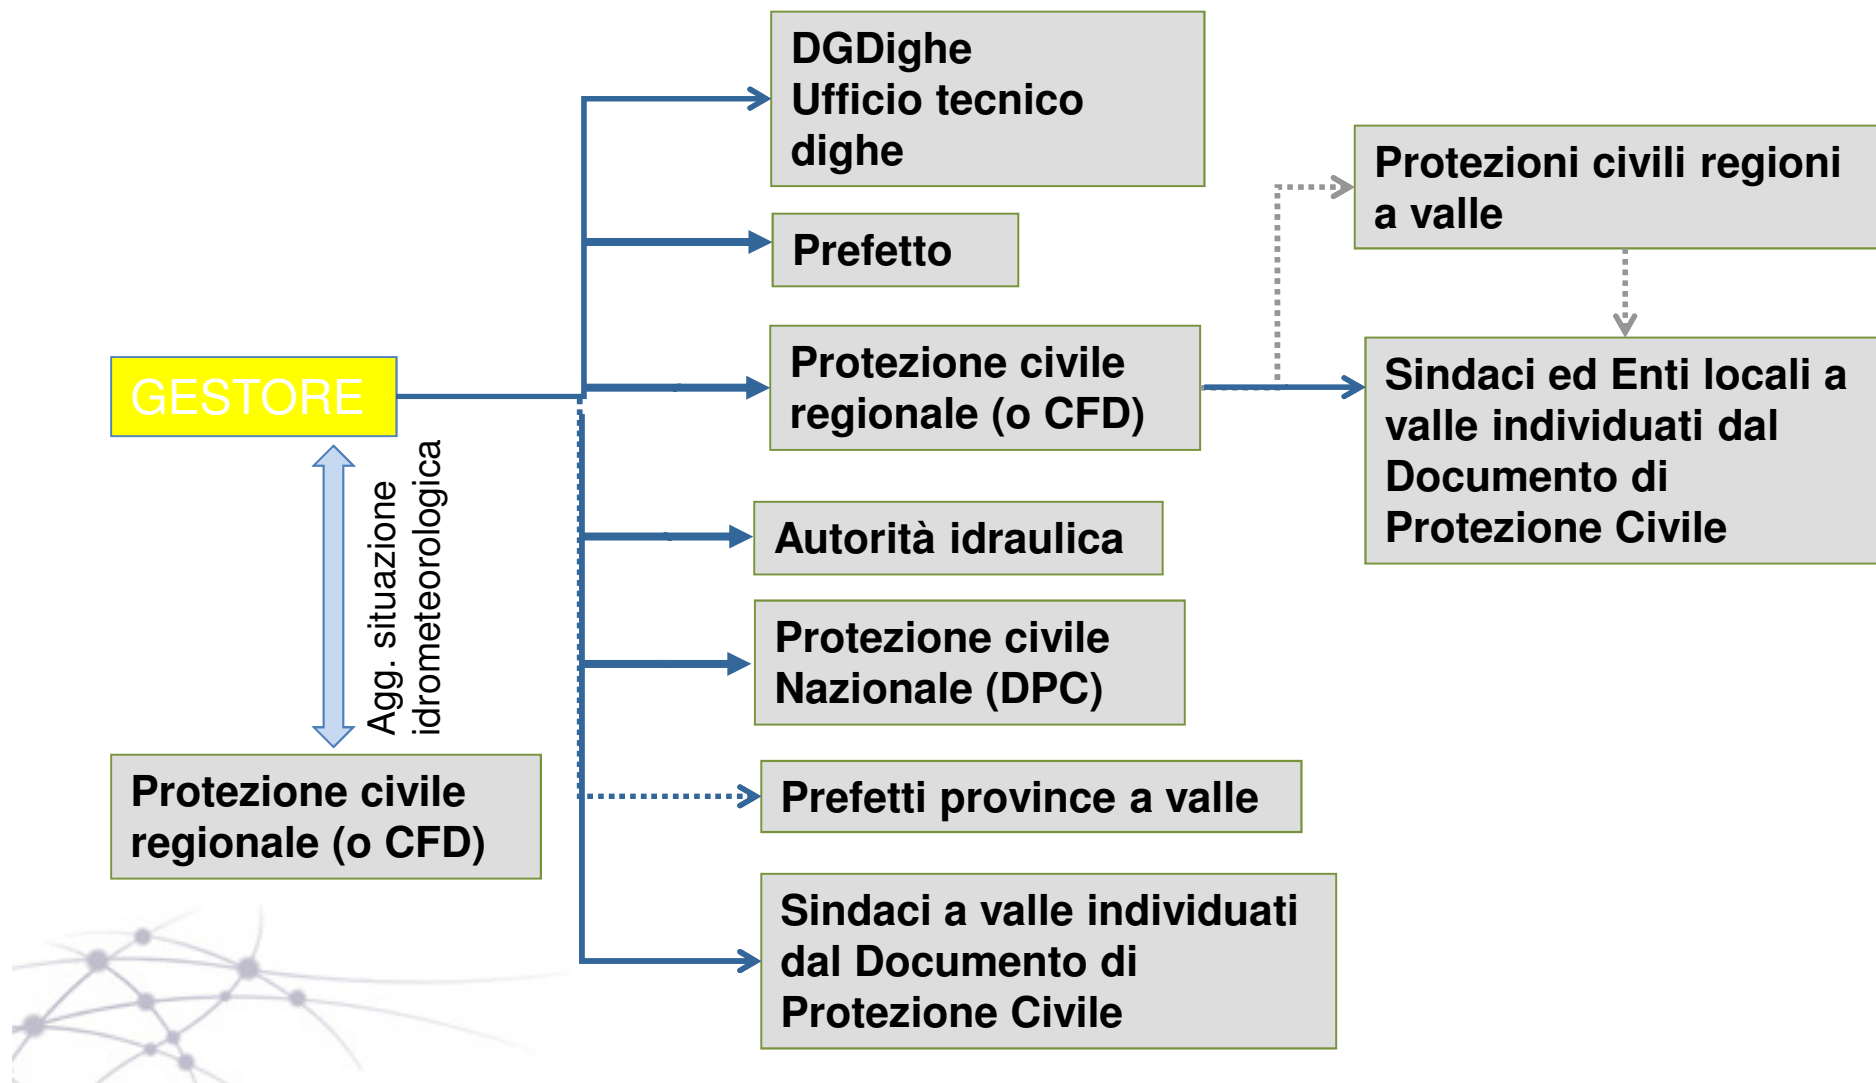 DGDighe
Ufficio tecnico
dighe
Prefetto
Protezioni civili regioni
a valle
GESTORE
Protezione civile
regionale (o CFD)
Sindaci ed Enti locali a
valle individuati dal
Documento di
Protezione Civile
Agg. situazione
idrometeorologica
Autorità idraulica
Protezione civile
Nazionale (DPC)
Protezione civile
regionale (o CFD)
Prefetti province a valle
Sindaci a valle individuati
dal Documento di
Protezione Civile